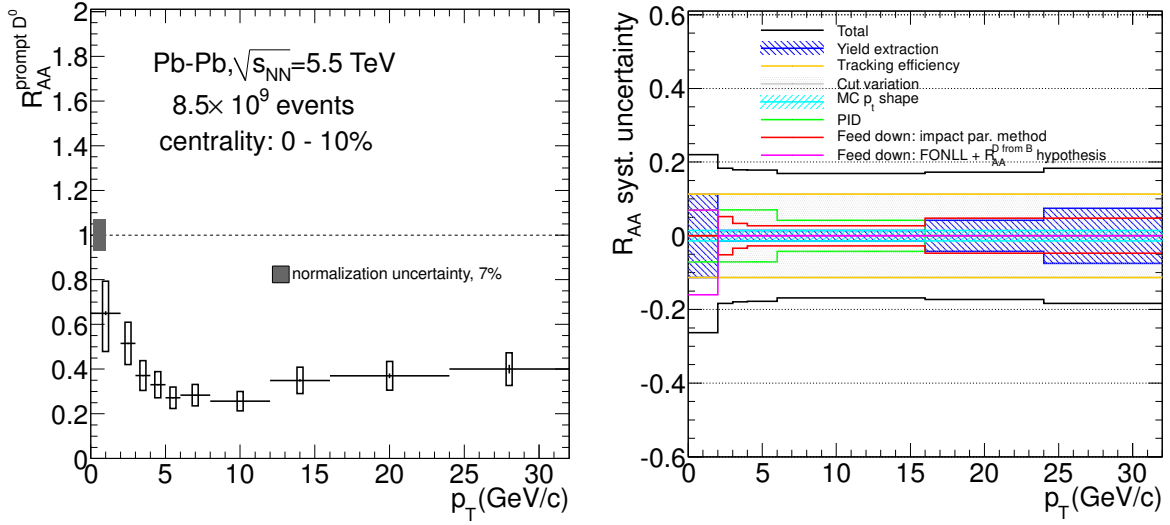 R_AA^prompt D^0
2
1.8
1.6
1.4
1.2
1
0.8
0.6
0.4
0.2
0
Pb-Pb,√s_NN=5.5 TeV
8.5× 10^9 events
centrality: 0 - 10%
normalization uncertainty, 7%
0 5 10 15 20 25 30
p_T(GeV/c)
R_AA syst. uncertainty
0.6
0.4
0.2
0
-0.2
-0.4
-0.6
Total
Yield extraction
Tracking efficiency
Cut variation
MC p_t shape
PID
Feed down: impact par. method
Feed down: FONLL + R_AA^D from B hypothesis
0 5 10 15 20 25 30
p_T(GeV/c)